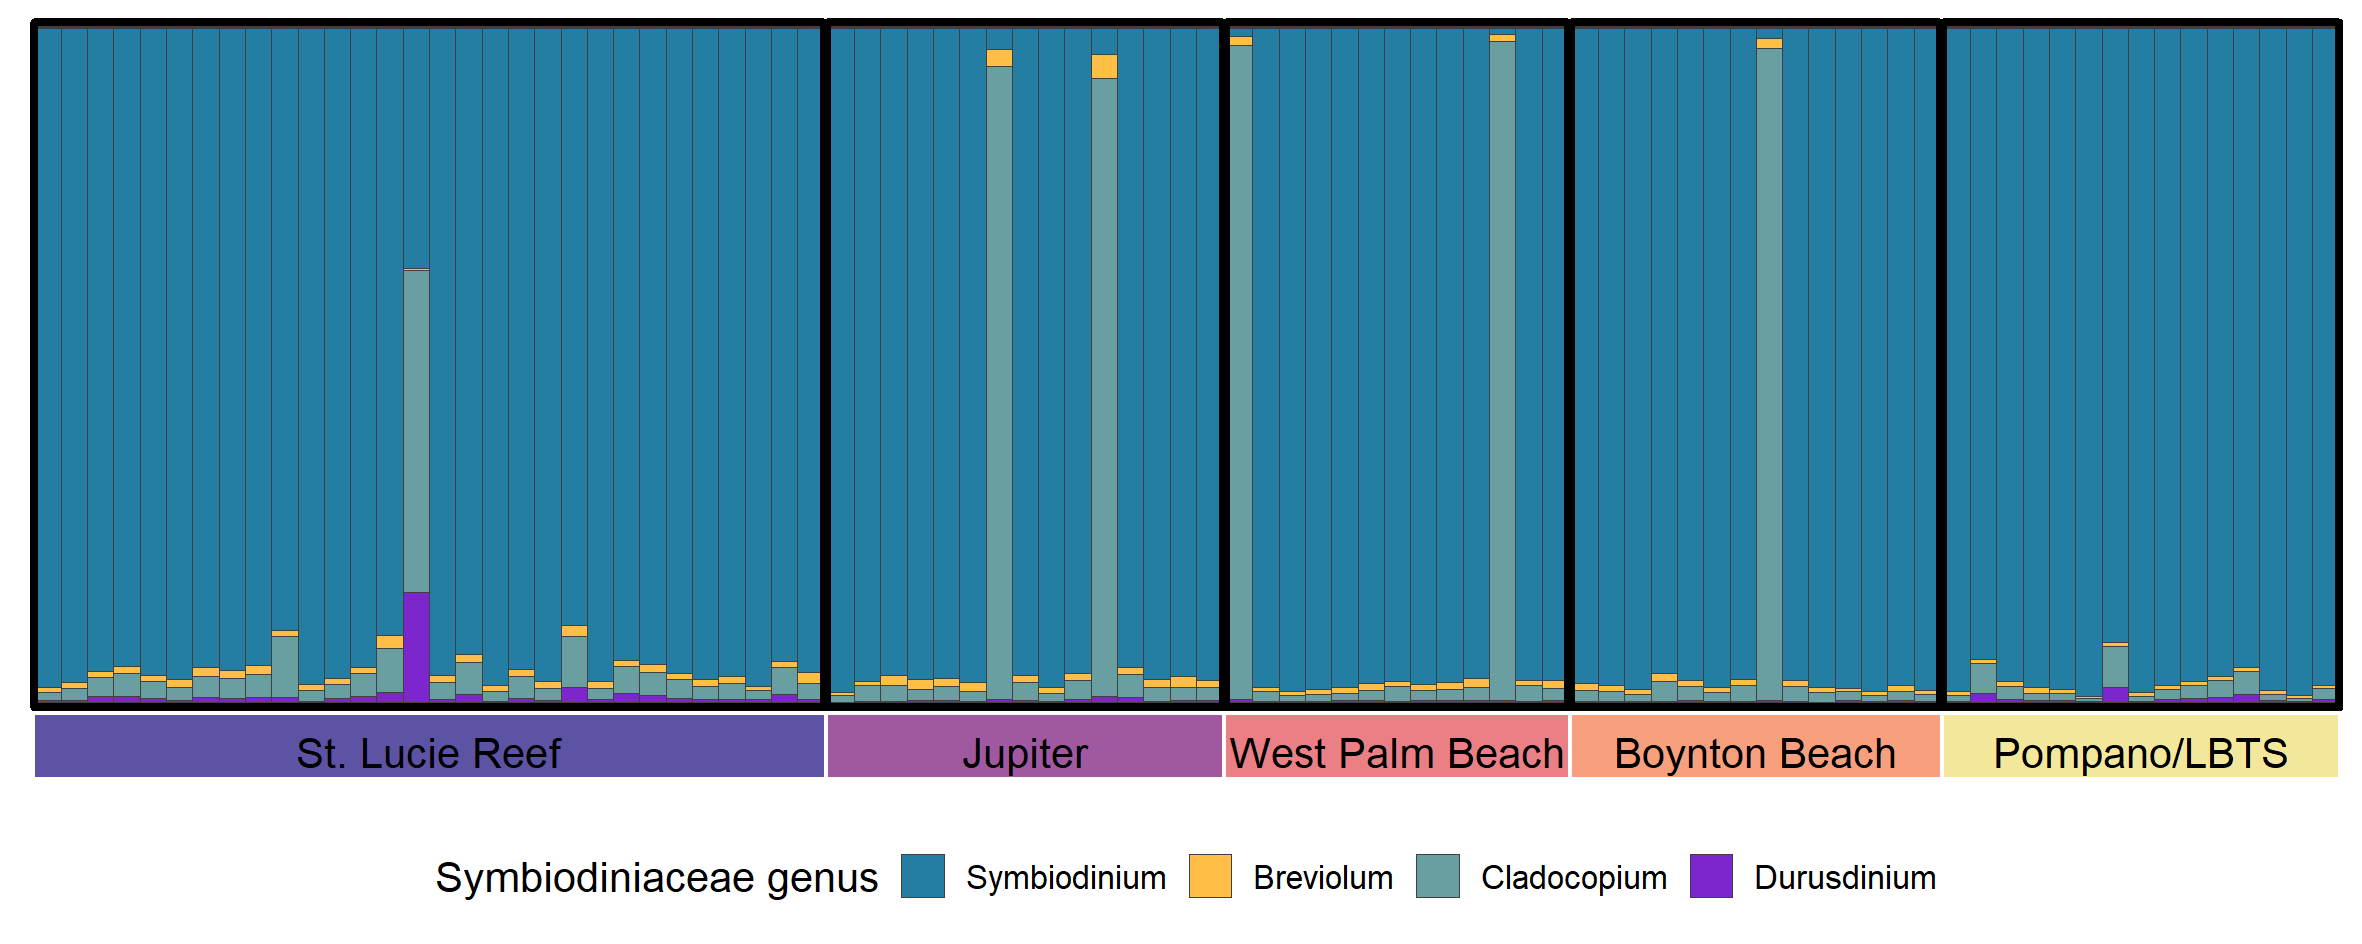 St. Lucie Reef Jupiter West Palm Beach Boynton Beach Pompano/LBTS
Symbiodiniaceae genus Symbiodinium Breviolum Cladocopium Durusdinium